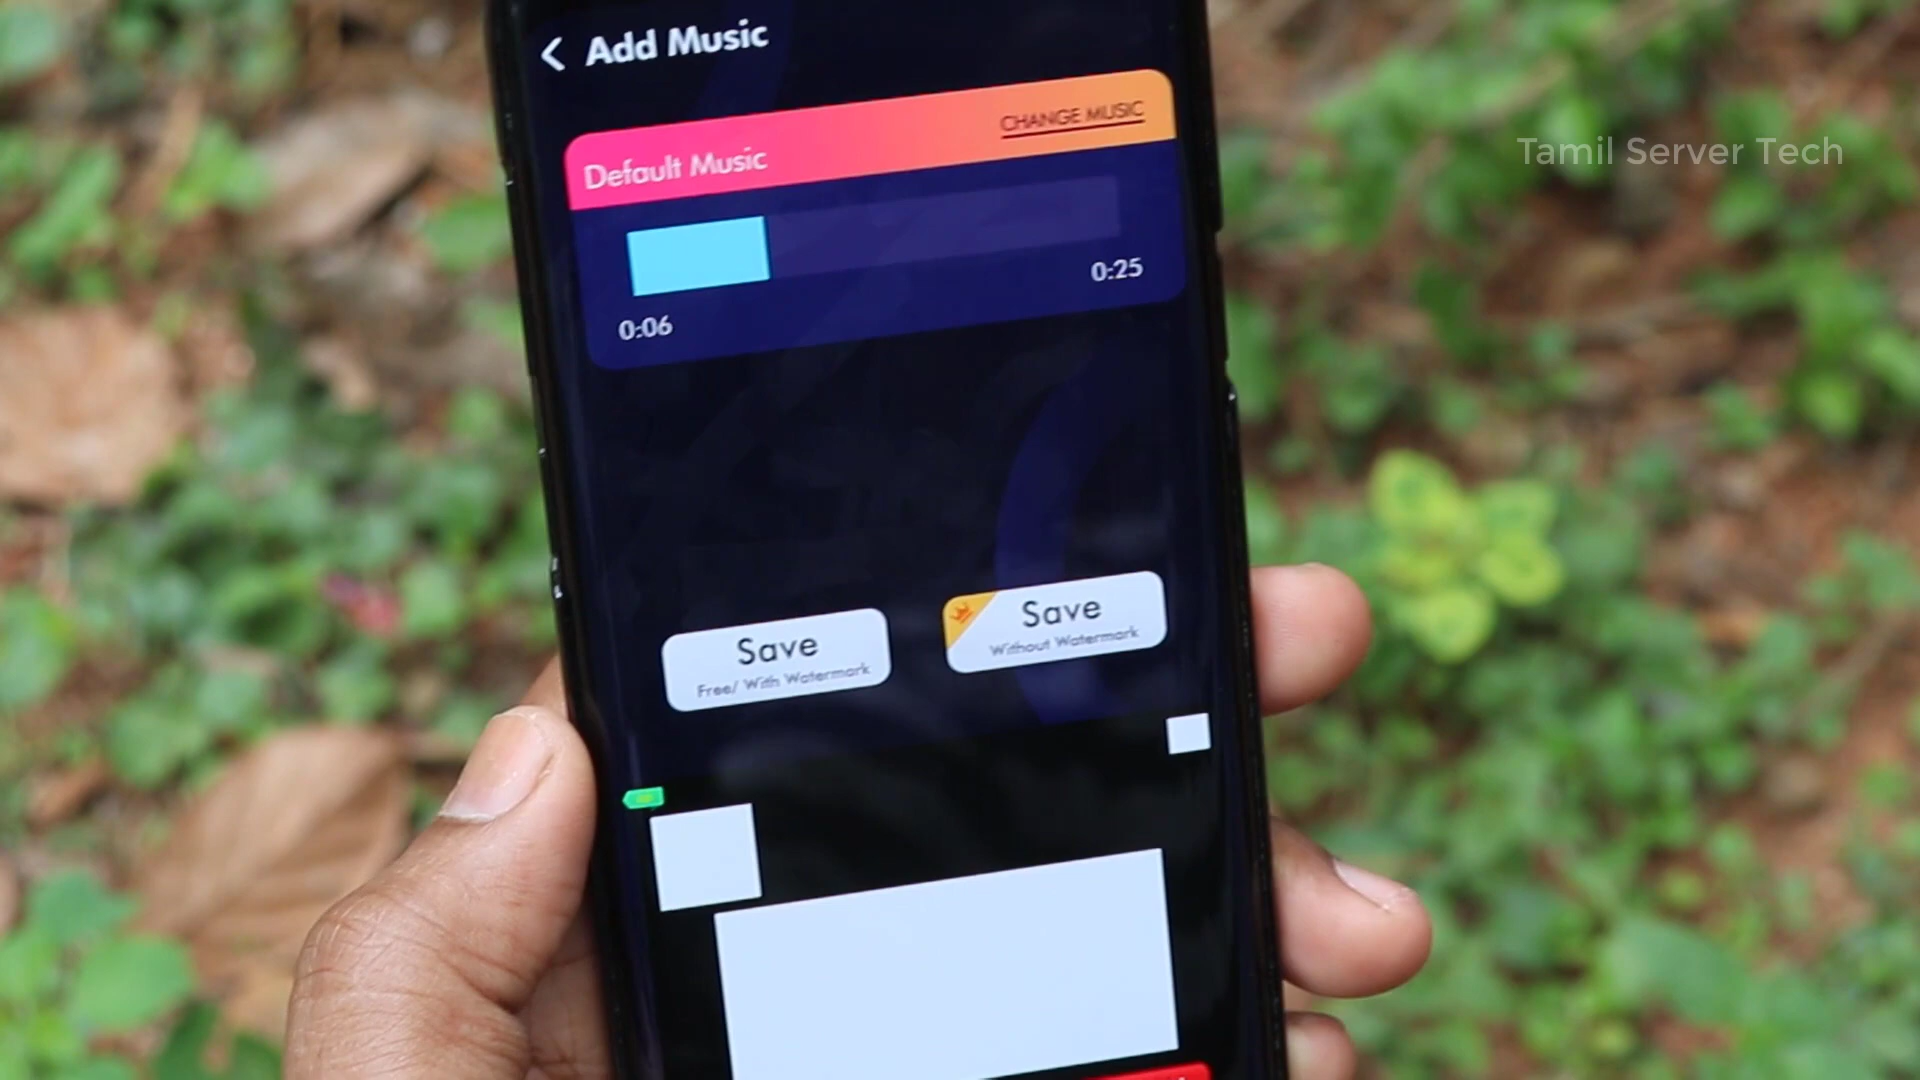 Add Music
CHANGE MUSIC
Tamil Server Tech
Default Music
0:25
0:06
Save
Without Watermark
Save
Free/ With Watermark